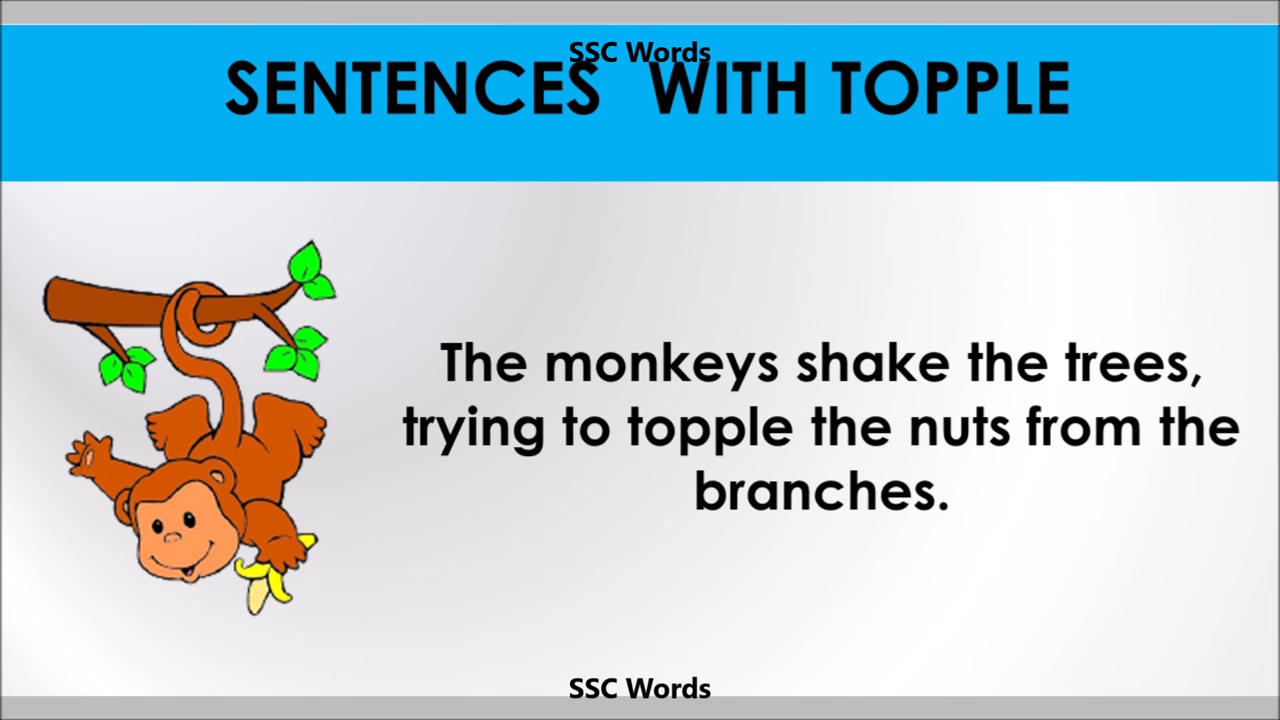 SSC Words
SENTENCES WITH TOPPLE
The monkeys shake the trees,
trying to topple the nuts from the
branches.
SSC Words